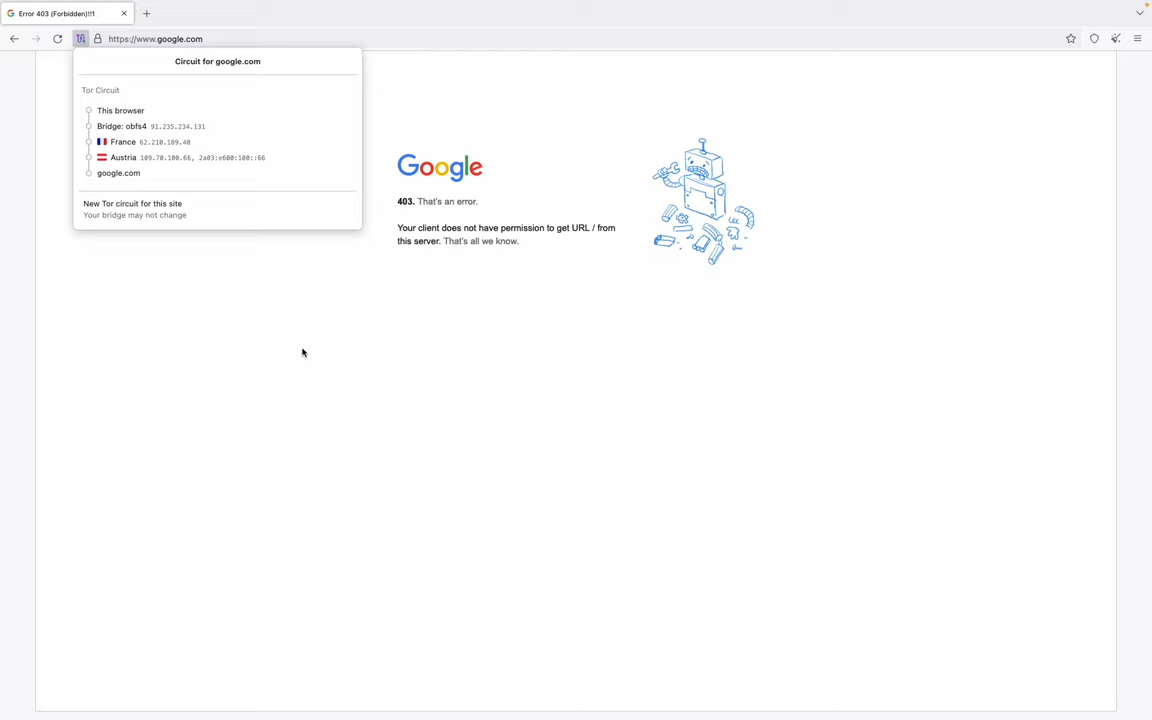 Error 403 (Forbidden)!!1
https://www.google.com
Circuit for google.com
Tor Circuit
This browser
Bridge: obfs4 91.235.234.131
France 62.210.189.40
Austria 109.70.100.66, 2a03:e600:100::66
google.com
New Tor circuit for this site
Your bridge may not change
Google
403. That's an error.
Your client does not have permission to get URL / from
this server. That's all we know.